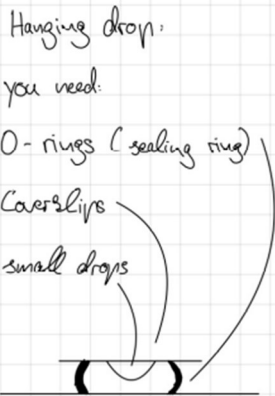 Hanging drop:
you need:
O-rings (sealing ring)
Coverslips
small drops